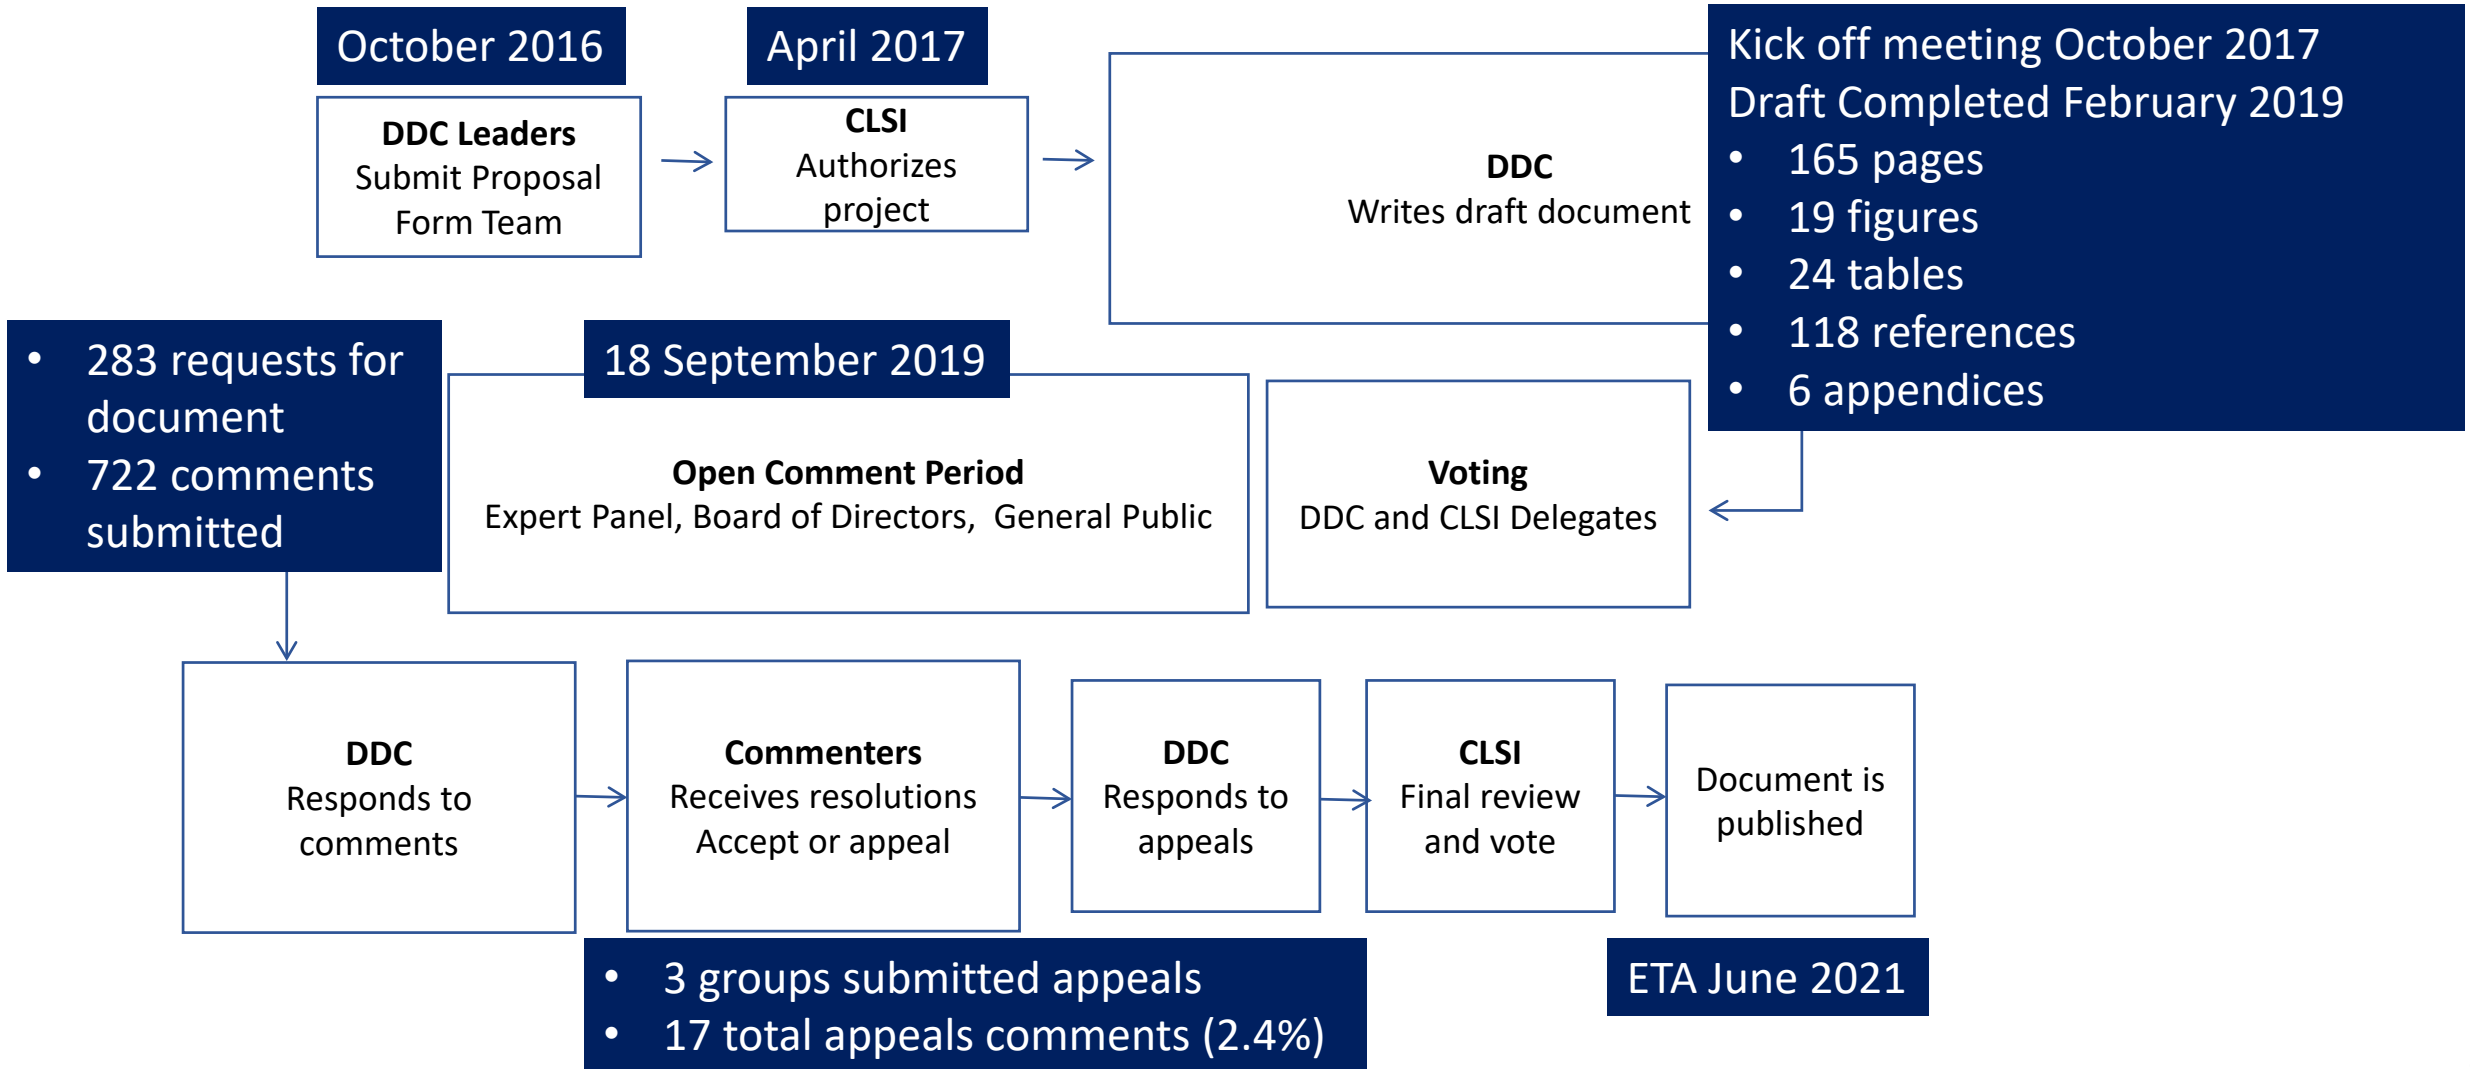 October 2016
DDC Leaders
Submit Proposal
Form Team
April 2017
CLSI
Authorizes
project
DDC
Writes draft document
Kick off meeting October 2017
Draft Completed February 2019
• 165 pages
• 19 figures
• 24 tables
• 118 references
• 6 appendices
• 283 requests for
document
• 722 comments
submitted
18 September 2019
Open Comment Period
Expert Panel, Board of Directors,  General Public
Voting
DDC and CLSI Delegates
DDC
Responds to
comments
Commenters
Receives resolutions
Accept or appeal
DDC
Responds to
appeals
CLSI
Final review
and vote
Document is
published
• 3 groups submitted appeals
• 17 total appeals comments (2.4%)
ETA June 2021